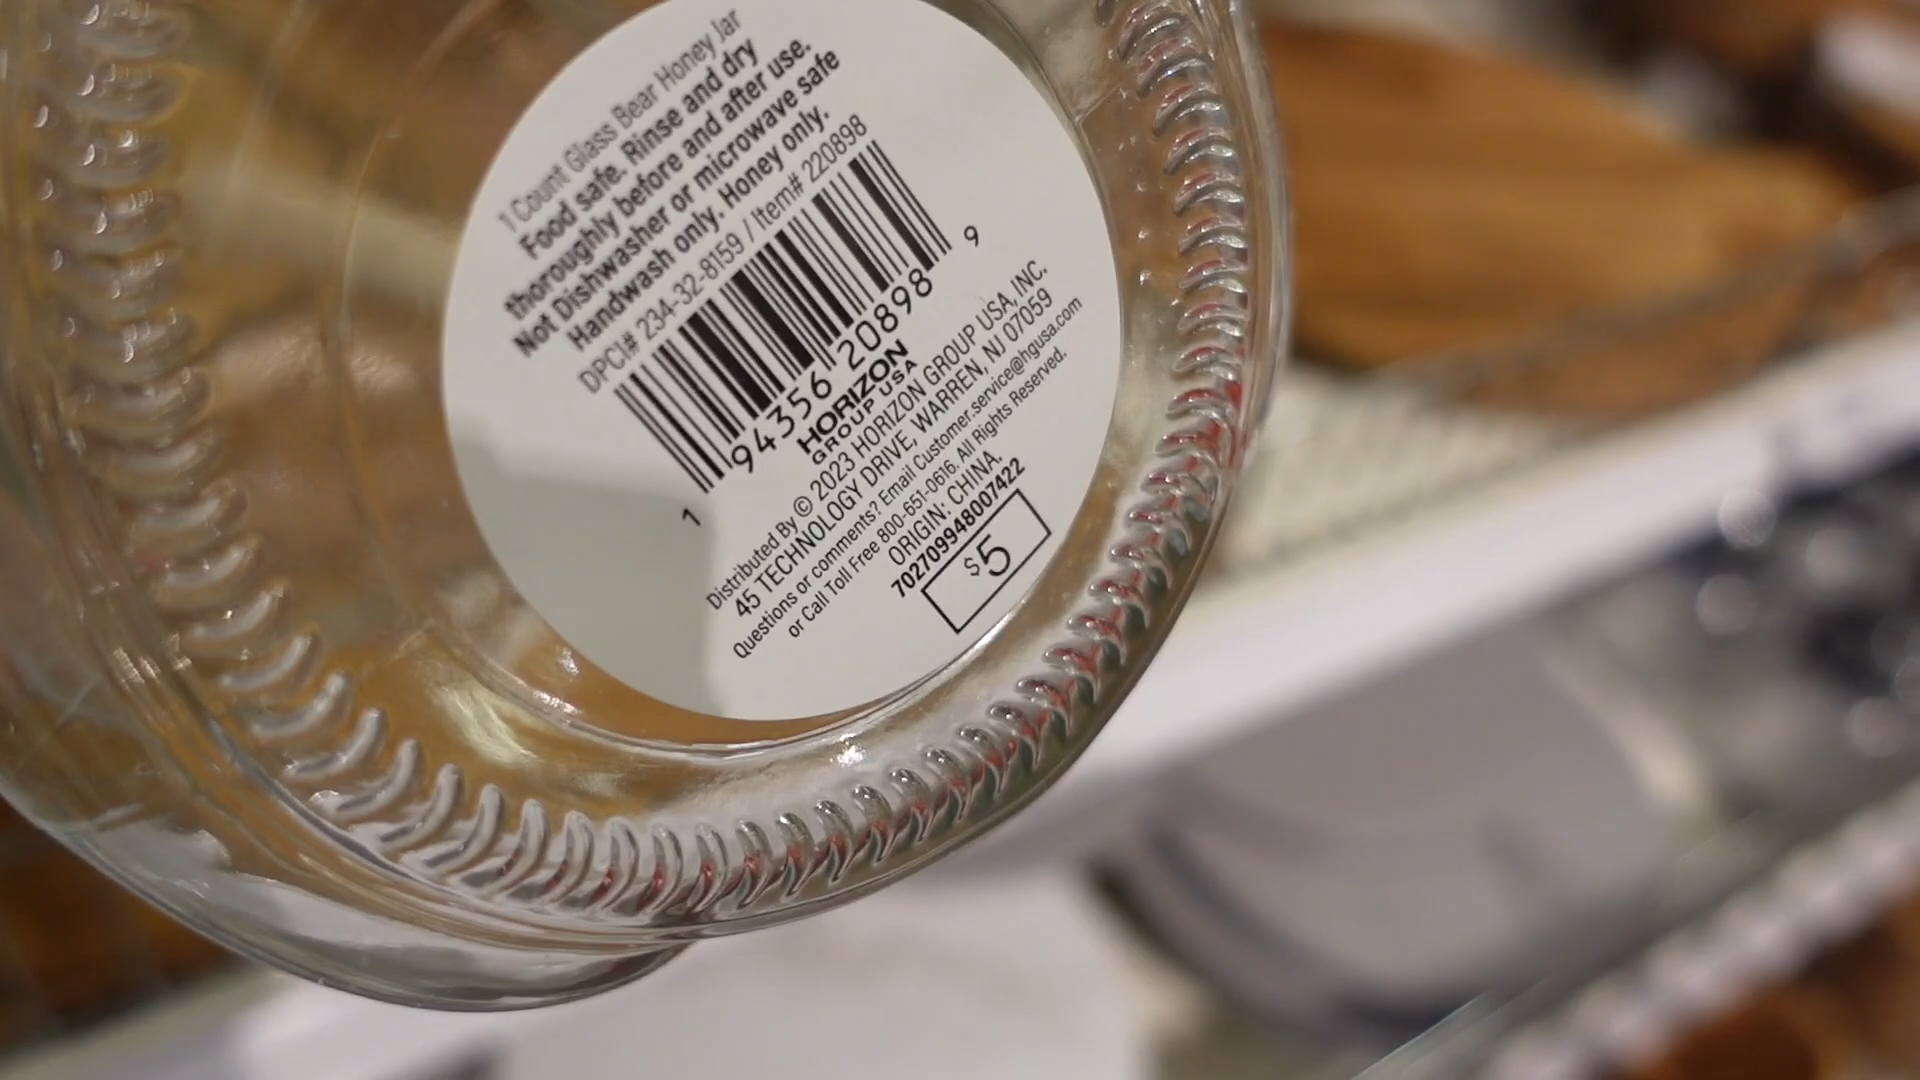 1 Count Glass Bear Honey Jar
Food safe. Rinse and dry
thoroughly before and after use.
Not Dishwasher or microwave safe
Handwash only. Honey only.
DPCI# 234-32-8159 / Item# 220898
1 94356 20898 9
HORIZON
GROUP USA
Distributed By © 2023 HORIZON GROUP USA, INC.
45 TECHNOLOGY DRIVE, WARREN, NJ 07059
Questions or comments? Email Customer.service@hgusa.com
or Call Toll Free 800-651-0616. All Rights Reserved.
ORIGIN: CHINA.
702709948007422
$5